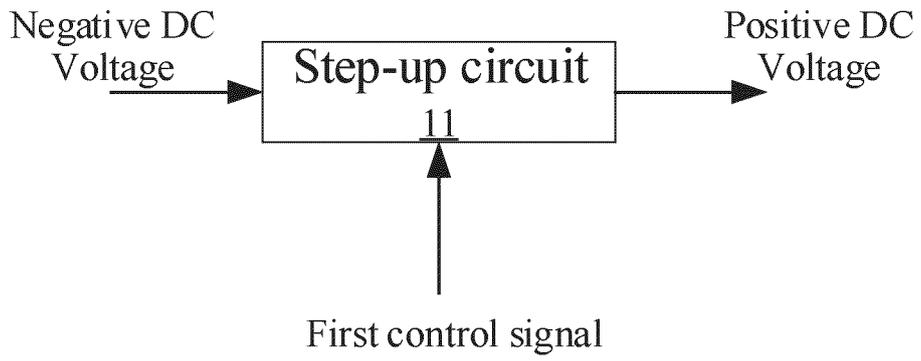 Negative DC
Voltage
Step-up circuit
11
Positive DC
Voltage
First control signal